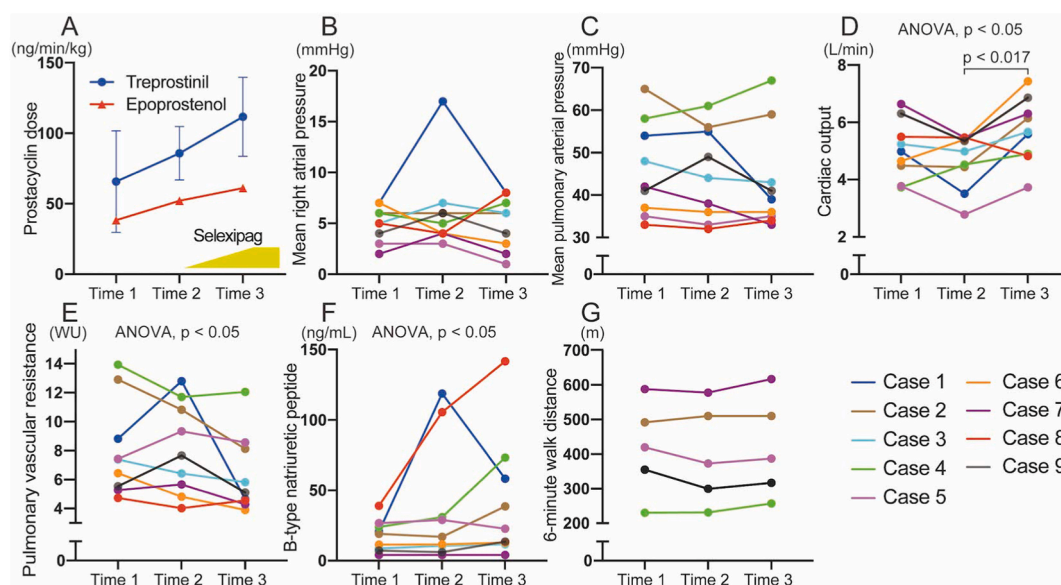 A
(ng/min/kg)
Prostacyclin dose
150
100
50
0
Treprostinil
Epoprostenol
Selexipag
Time 1 Time 2 Time 3
B
(mmHg)
Mean right atrial pressure
20
15
10
5
0
Time 1 Time 2 Time 3
C
(mmHg)
Mean pulmonary arterial pressure
70
60
50
40
30
0
Time 1 Time 2 Time 3
D
(L/min)
ANOVA, p < 0.05
p < 0.017
Cardiac output
8
6
4
2
0
Time 1 Time 2 Time 3
E
(WU)
ANOVA, p < 0.05
Pulmonary vascular resistance
14
12
10
8
6
4
0
Time 1 Time 2 Time 3
F
(ng/mL)
ANOVA, p < 0.05
B-type natriuretic peptide
150
100
50
0
Time 1 Time 2 Time 3
G
(m)
6-minute walk distance
700
600
500
400
300
200
0
Time 1 Time 2 Time 3
Case 1
Case 2
Case 3
Case 4
Case 5
Case 6
Case 7
Case 8
Case 9